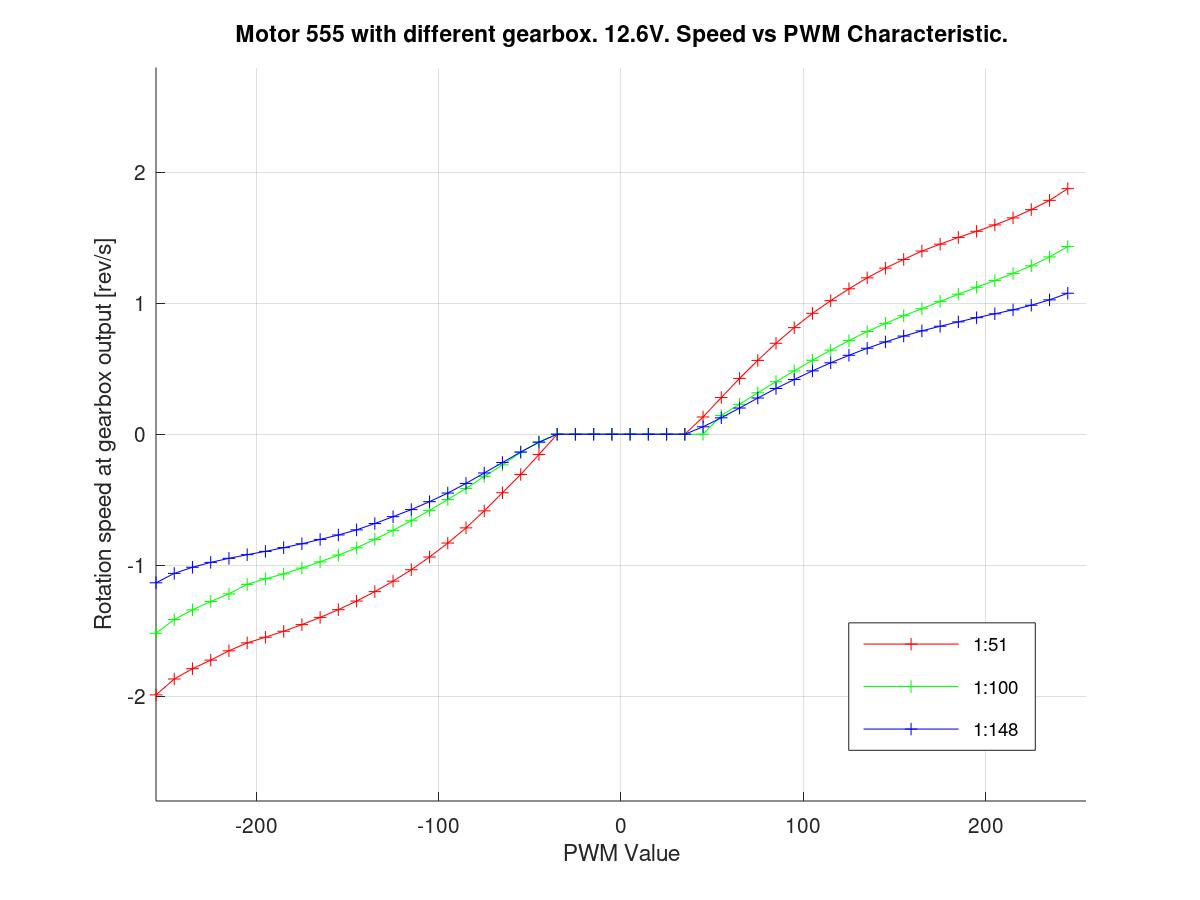 Motor 555 with different gearbox. 12.6V. Speed vs PWM Characteristic.
Rotation speed at gearbox output [rev/s]
2
1
0
-1
-2
1:51
1:100
1:148
-200 -100 0 100 200
PWM Value